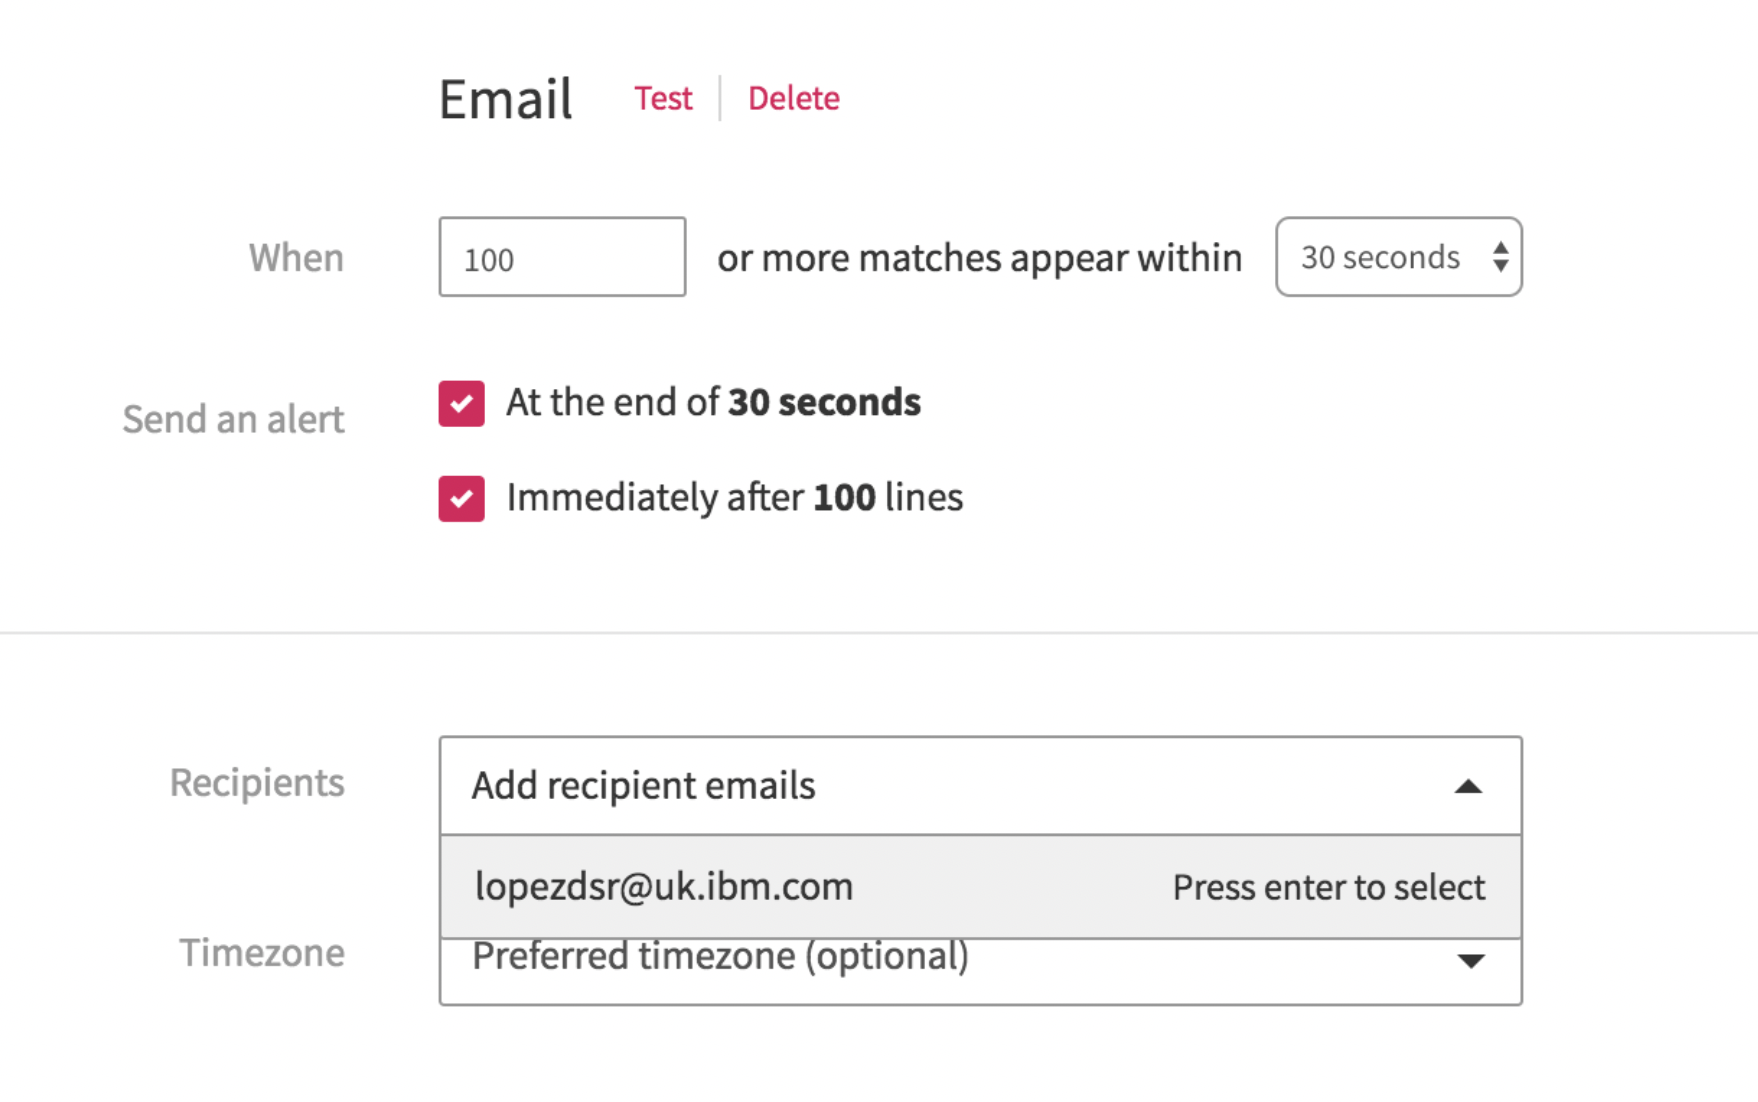 Email Test Delete
When 100 or more matches appear within 30 seconds
Send an alert At the end of 30 seconds
Immediately after 100 lines
Recipients Add recipient emails
lopezdsr@uk.ibm.com Press enter to select
Timezone Preferred timezone (optional)